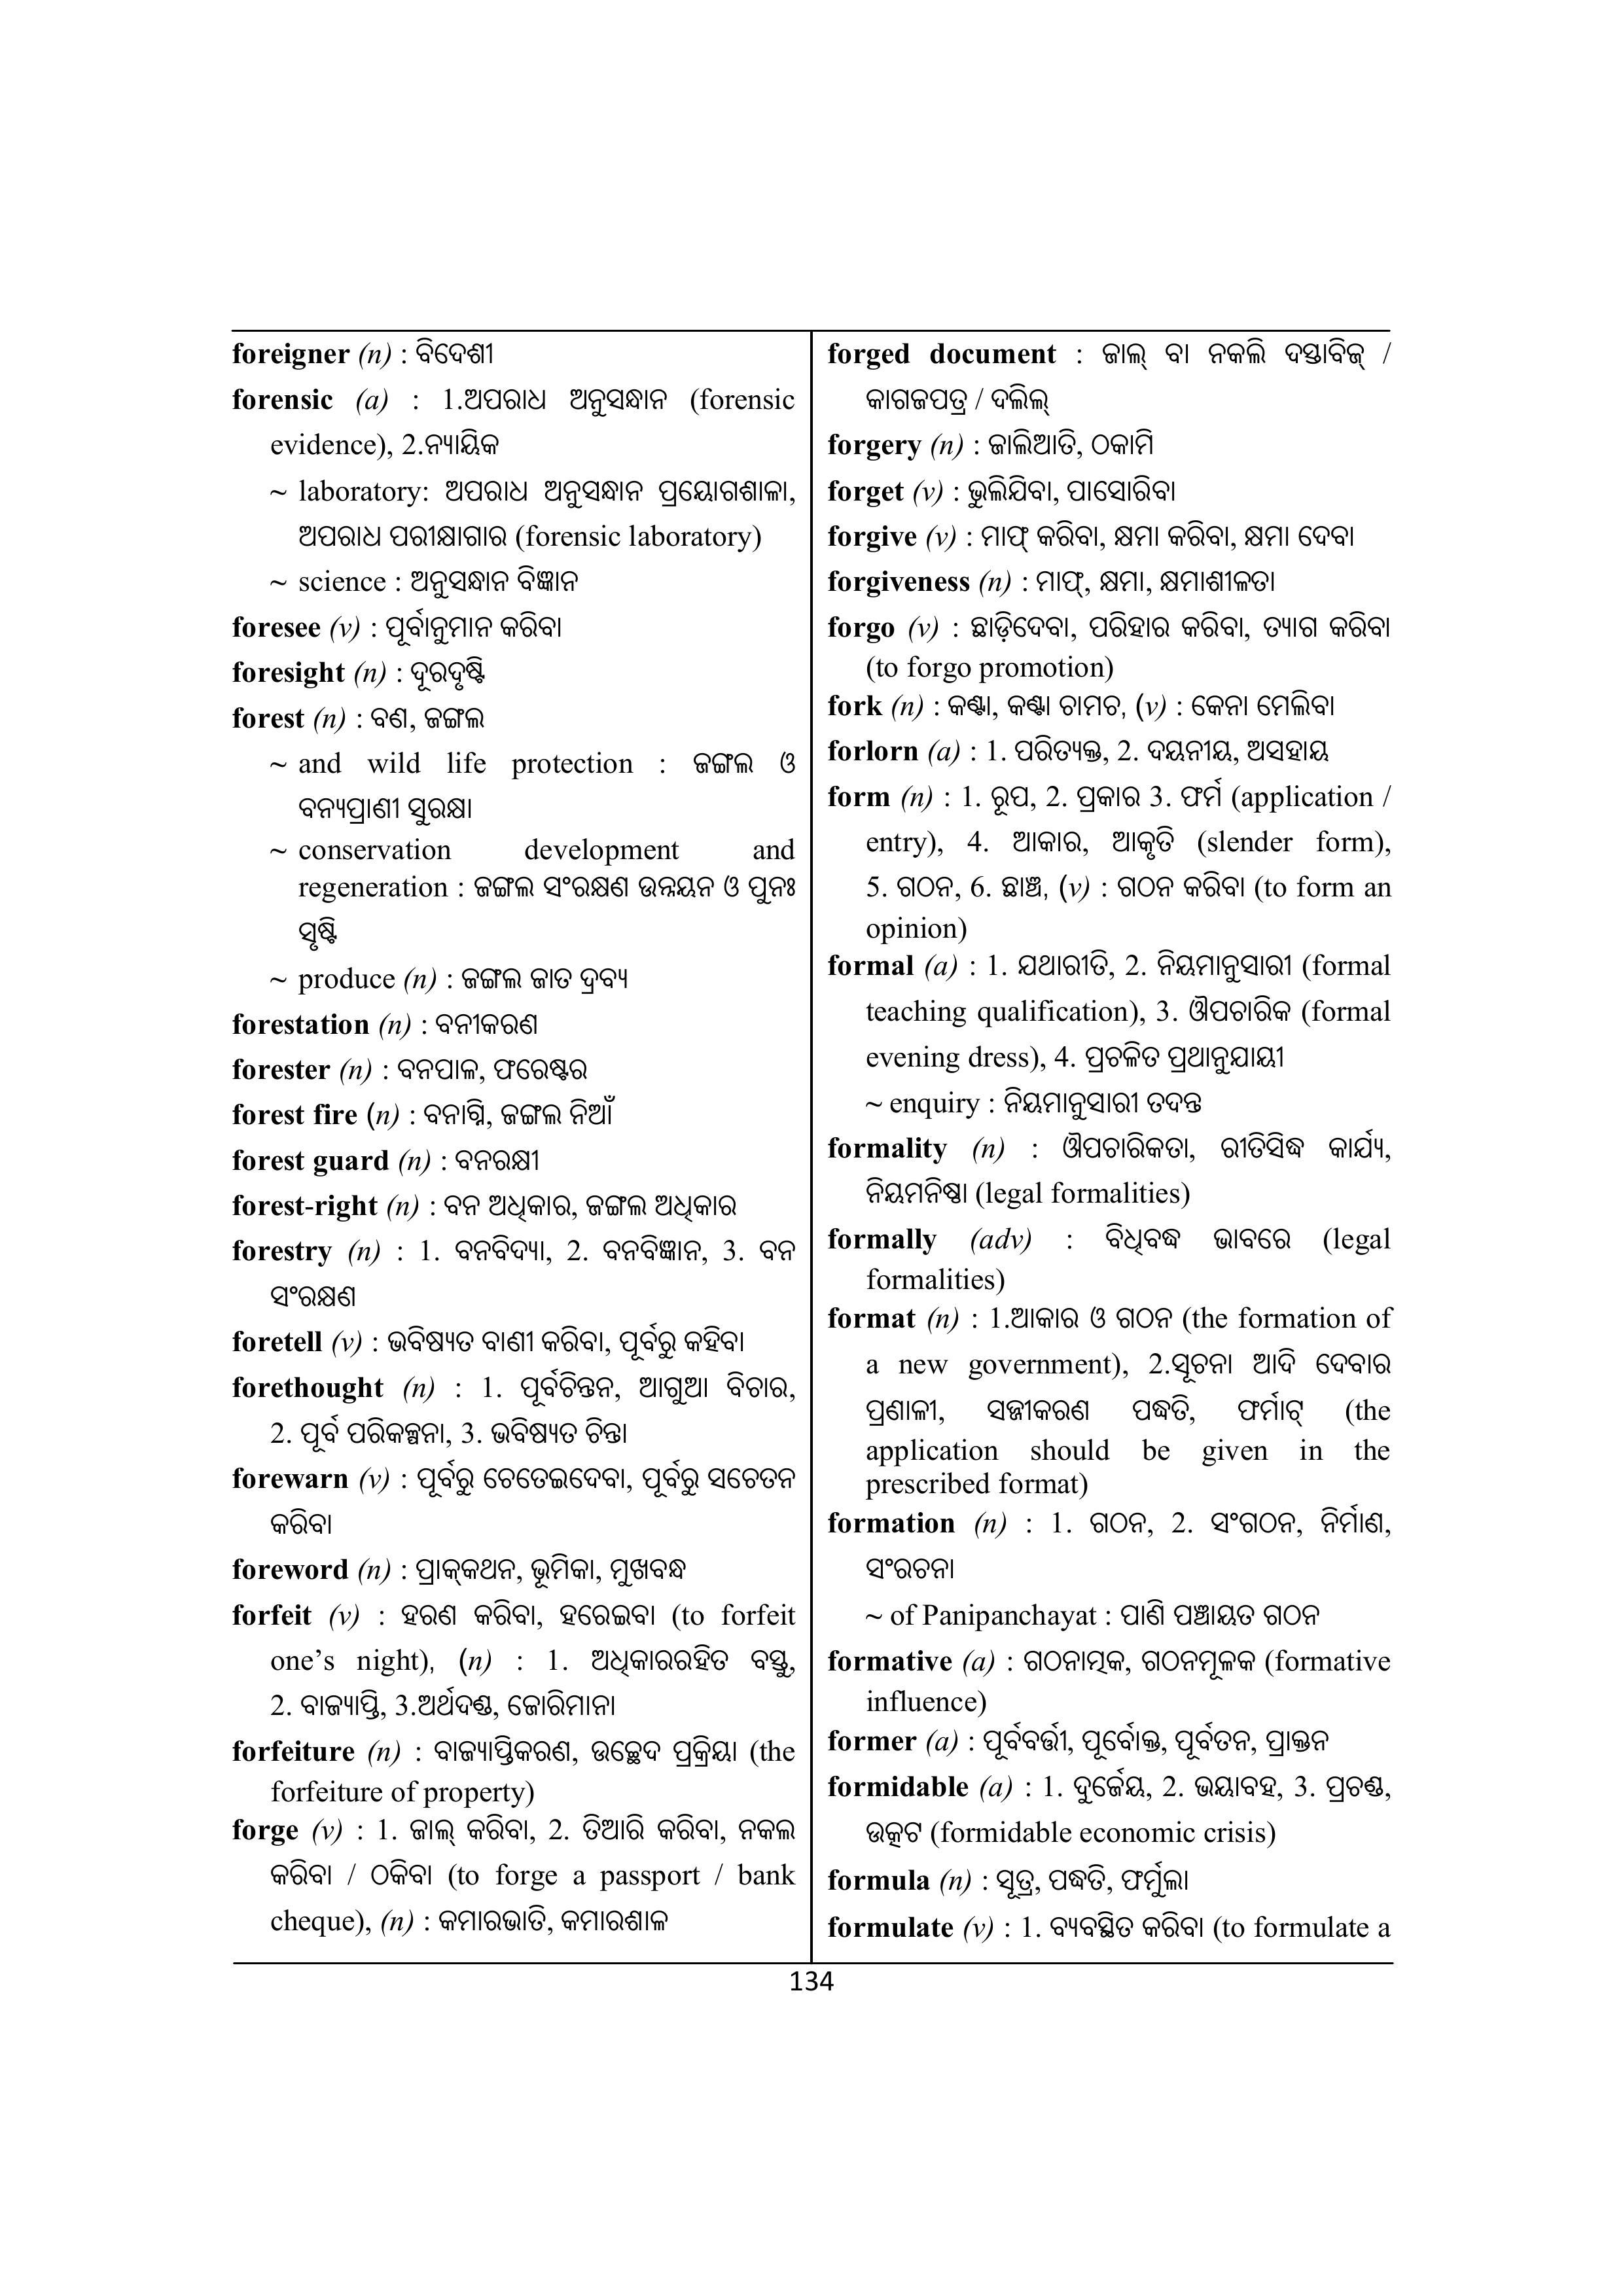 foreigner (n) : ବିଦେଶୀ
forensic (a) : 1.ଅପରାଧ ଅନୁସନ୍ଧାନ (forensic
evidence), 2.ନ୍ୟାୟିକ
~ laboratory: ଅପରାଧ ଅନୁସନ୍ଧାନ ପ୍ରୟୋଗଶାଳା,
ଅପରାଧ ପରୀକ୍ଷାଗାର (forensic laboratory)
~ science : ଅନୁସନ୍ଧାନ ବିଜ୍ଞାନ
foresee (v) : ପୂର୍ବାନୁମାନ କରିବା
foresight (n) : ଦୂରଦୃଷ୍ଟି
forest (n) : ବଣ, ଜଙ୍ଗଲ
~ and wild life protection : ଜଙ୍ଗଲ ଓ
ବନ୍ୟପ୍ରାଣୀ ସୁରକ୍ଷା
~ conservation development and
regeneration : ଜଙ୍ଗଲ ସଂରକ୍ଷଣ ଉନ୍ନୟନ ଓ ପୁନଃ
ସୃଷ୍ଟି
~ produce (n) : ଜଙ୍ଗଲ ଜାତ ଦ୍ରବ୍ୟ
forestation (n) : ବନୀକରଣ
forester (n) : ବନପାଳ, ଫରେଷ୍ଟର
forest fire (n) : ବନାଗ୍ନି, ଜଙ୍ଗଲ ନିଆଁ
forest guard (n) : ବନରକ୍ଷୀ
forest-right (n) : ବନ ଅଧିକାର, ଜଙ୍ଗଲ ଅଧିକାର
forestry (n) : 1. ବନବିଦ୍ୟା, 2. ବନବିଜ୍ଞାନ, 3. ବନ
ସଂରକ୍ଷଣ
foretell (v) : ଭବିଷ୍ୟତ ବାଣୀ କରିବା, ପୂର୍ବରୁ କହିବା
forethought (n) : 1. ପୂର୍ବଚିନ୍ତନ, ଆଗୁଆ ବିଚାର,
2. ପୂର୍ବ ପରିକଳ୍ପନା, 3. ଭବିଷ୍ୟତ ଚିନ୍ତା
forewarn (v) : ପୂର୍ବରୁ ଚେତେଇଦେବା, ପୂର୍ବରୁ ସଚେତନ
କରିବା
foreword (n) : ପ୍ରାକ୍‌କଥନ, ଭୂମିକା, ମୁଖବନ୍ଧ
forfeit (v) : ହରଣ କରିବା, ହରେଇବା (to forfeit
one’s night), (n) : 1. ଅଧିକାରରହିତ ବସ୍ତୁ,
2. ବାଜ୍ୟାପ୍ତି, 3.ଅର୍ଥଦଣ୍ଡ, ଜୋରିମାନା
forfeiture (n) : ବାଜ୍ୟାପ୍ତିକରଣ, ଉଚ୍ଛେଦ ପ୍ରକ୍ରିୟା (the
forfeiture of property)
forge (v) : 1. ଜାଲ୍ କରିବା, 2. ତିଆରି କରିବା, ନକଲ
କରିବା / ଠକିବା (to forge a passport / bank
cheque), (n) : କମାରଭାତି, କମାରଶାଳ
forged document : ଜାଲ୍ ବା ନକଲି ଦସ୍ତାବିଜ୍ /
କାଗଜପତ୍ର / ଦଲିଲ୍
forgery (n) : ଜାଲିଆତି, ଠକାମି
forget (v) : ଭୁଲିଯିବା, ପାସୋରିବା
forgive (v) : ମାଫ୍ କରିବା, କ୍ଷମା କରିବା, କ୍ଷମା ଦେବା
forgiveness (n) : ମାଫ୍, କ୍ଷମା, କ୍ଷମାଶୀଳତା
forgo (v) : ଛାଡ଼ିଦେବା, ପରିହାର କରିବା, ତ୍ୟାଗ କରିବା
(to forgo promotion)
fork (n) : କଣ୍ଟା, କଣ୍ଟା ଚାମଚ, (v) : କେନା ମେଲିବା
forlorn (a) : 1. ପରିତ୍ୟକ୍ତ, 2. ଦୟନୀୟ, ଅସହାୟ
form (n) : 1. ରୂପ, 2. ପ୍ରକାର 3. ଫର୍ମ (application /
entry), 4. ଆକାର, ଆକୃତି (slender form),
5. ଗଠନ, 6. ଛାଞ୍ଚ, (v) : ଗଠନ କରିବା (to form an
opinion)
formal (a) : 1. ଯଥାରୀତି, 2. ନିୟମାନୁସାରୀ (formal
teaching qualification), 3. ଔପଚାରିକ (formal
evening dress), 4. ପ୍ରଚଳିତ ପ୍ରଥାନୁଯାୟୀ
~ enquiry : ନିୟମାନୁସାରୀ ତଦନ୍ତ
formality (n) : ଔପଚାରିକତା, ରୀତିସିଦ୍ଧ କାର୍ଯ୍ୟ,
ନିୟମନିଷ୍ଠା (legal formalities)
formally (adv) : ବିଧିବଦ୍ଧ ଭାବରେ (legal
formalities)
format (n) : 1.ଆକାର ଓ ଗଠନ (the formation of
a new government), 2.ସୂଚନା ଆଦି ଦେବାର
ପ୍ରଣାଳୀ, ସଜ୍ଜୀକରଣ ପଦ୍ଧତି, ଫର୍ମାଟ୍ (the
application should be given in the
prescribed format)
formation (n) : 1. ଗଠନ, 2. ସଂଗଠନ, ନିର୍ମାଣ,
ସଂରଚନା
~ of Panipanchayat : ପାଣି ପଞ୍ଚାୟତ ଗଠନ
formative (a) : ଗଠନାତ୍ମକ, ଗଠନମୂଳକ (formative
influence)
former (a) : ପୂର୍ବବର୍ତ୍ତୀ, ପୂର୍ବୋକ୍ତ, ପୂର୍ବତନ, ପ୍ରାକ୍ତନ
formidable (a) : 1. ଦୁର୍ଜ୍ଜେୟ, 2. ଭୟାବହ, 3. ପ୍ରଚଣ୍ଡ,
ଉତ୍କଟ (formidable economic crisis)
formula (n) : ସୂତ୍ର, ପଦ୍ଧତି, ଫର୍ମୁଲା
formulate (v) : 1. ବ୍ୟବସ୍ଥିତ କରିବା (to formulate a
134